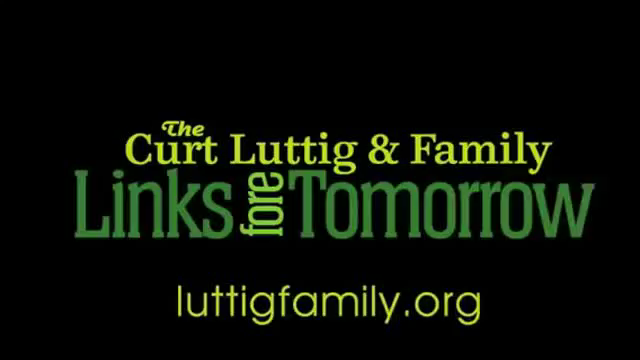 The
Curt Luttig & Family
Links fore Tomorrow
luttigfamily.org